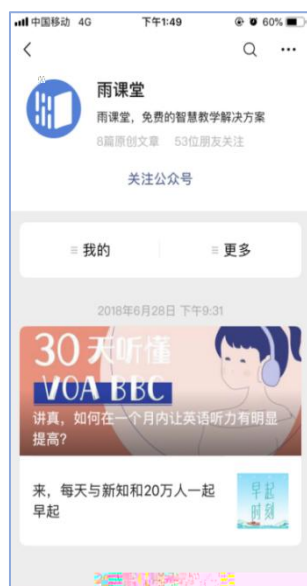 中国移动 4G 下午1:49 60%
雨课堂
雨课堂，免费的智慧教学解决方案
8篇原创文章 53位朋友关注
关注公众号
我的 更多
2018年6月28日 下午9:31
30天听懂
VOA BBC
讲真，如何在一个月内让英语听力有明显
提高？
来，每天与新知和20万人一起
早起
早起
时刻